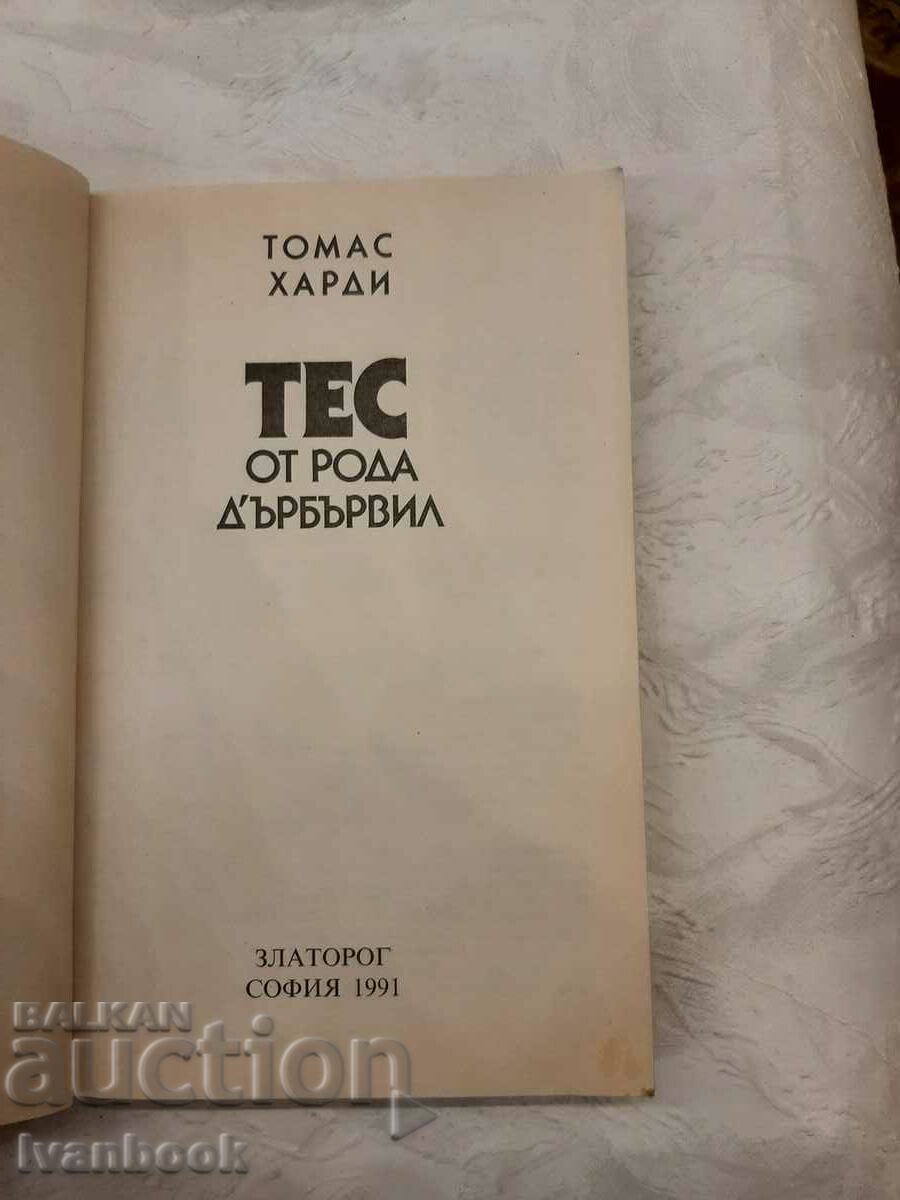 ТОМАС
ХАРДИ
ТЕС
ОТ РОДА
Д'ЪРБЪРВИЛ
ЗЛАТОРОГ
СОФИЯ 1991
BALKAN
auction
Ivanbook